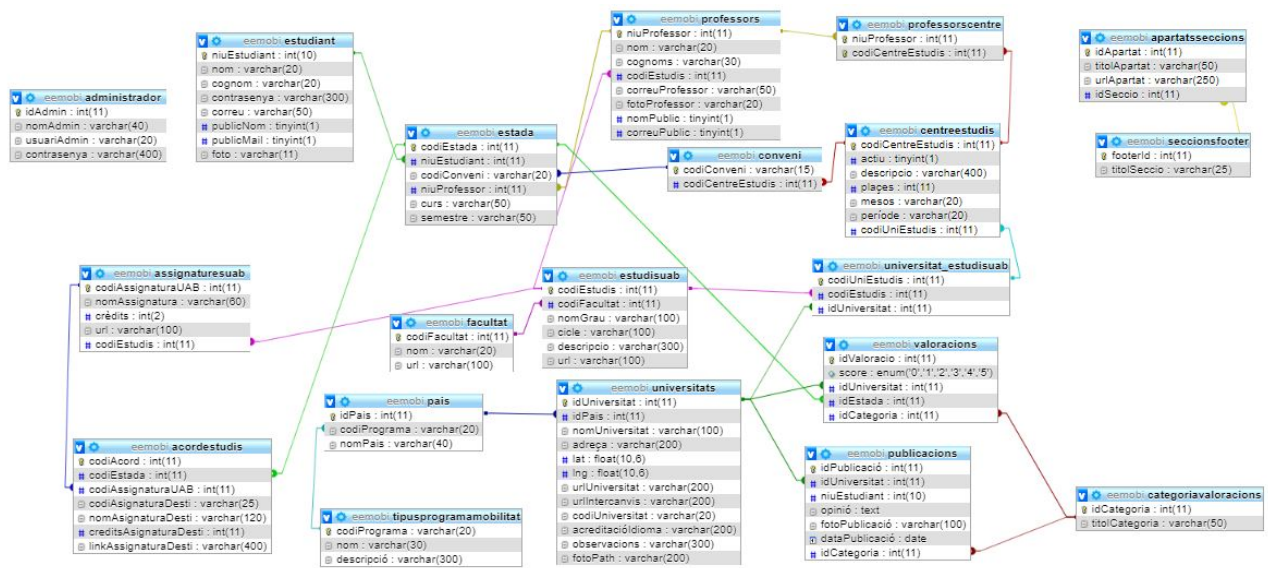 eemobi administrador
idAdmin : int(11)
nomAdmin : varchar(40)
usuariAdmin : varchar(20)
contrasenya : varchar(400)
eemobi estudiant
niuEstudiant : int(10)
nom : varchar(20)
cognom : varchar(20)
contrasenya : varchar(300)
correu : varchar(50)
publicNom : tinyint(1)
publicMail : tinyint(1)
foto : varchar(11)
eemobi estada
codiEstada : int(11)
niuEstudiant : int(11)
codiConveni : varchar(20)
niuProfessor : int(11)
curs : varchar(50)
semestre : varchar(50)
eemobi professors
niuProfessor : int(11)
nom : varchar(20)
cognoms : varchar(30)
codiEstudis : int(11)
correuProfessor : varchar(50)
fotoProfessor : varchar(20)
nomPublic : tinyint(1)
correuPublic : tinyint(1)
eemobi professorscentre
niuProfessor : int(11)
codiCentreEstudis : int(11)
eemobi apartatsseccions
idApartat : int(11)
titolApartat : varchar(50)
urlApartat : varchar(250)
idSeccio : int(11)
eemobi seccionsfooter
footerId : int(11)
titolSeccio : varchar(25)
eemobi conveni
codiConveni : varchar(15)
codiCentreEstudis : int(11)
eemobi centreestudis
codiCentreEstudis : int(11)
actiu : tinyint(1)
descripcio : varchar(400)
plaçes : int(11)
mesos : varchar(20)
període : varchar(20)
codiUniEstudis : int(11)
eemobi assignaturesuab
codiAssignaturaUAB : int(11)
nomAssignatura : varchar(60)
crèdits : int(2)
url : varchar(100)
codiEstudis : int(11)
eemobi facultat
codiFacultat : int(11)
nom : varchar(20)
url : varchar(100)
eemobi estudisuab
codiEstudis : int(11)
codiFacultat : int(11)
nomGrau : varchar(100)
cicle : varchar(100)
descripcio : varchar(300)
url : varchar(100)
eemobi universitat_estudisuab
codiUniEstudis : int(11)
codiEstudis : int(11)
idUniversitat : int(11)
eemobi valoracions
idValoracio : int(11)
score : enum('0','1','2','3','4','5')
idUniversitat : int(11)
idEstada : int(11)
idCategoria : int(11)
eemobi pais
idPais : int(11)
codiPrograma : varchar(20)
nomPais : varchar(40)
eemobi universitats
idUniversitat : int(11)
idPais : int(11)
nomUniversitat : varchar(100)
adreça : varchar(200)
lat : float(10,6)
lng : float(10,6)
urlUniversitat : varchar(200)
urlIntercanvis : varchar(200)
codiUniversitat : varchar(20)
acreditacióIdioma : varchar(200)
observacions : varchar(300)
fotoPath : varchar(200)
eemobi acordestudis
codiAcord : int(11)
codiEstada : int(11)
codiAssignaturaUAB : int(11)
codiAsignaturaDesti : varchar(25)
nomAsignaturaDesti : varchar(120)
creditsAsignaturaDesti : int(11)
linkAssignaturaDesti : varchar(400)
eemobi tipusprogramamobilitat
codiPrograma : varchar(20)
nom : varchar(30)
descripció : varchar(300)
eemobi publicacions
idPublicació : int(11)
idUniversitat : int(11)
niuEstudiant : int(10)
opinió : text
fotoPublicació : varchar(100)
dataPublicació : date
idCategoria : int(11)
eemobi categoriavaloracions
idCategoria : int(11)
titolCategoria : varchar(50)